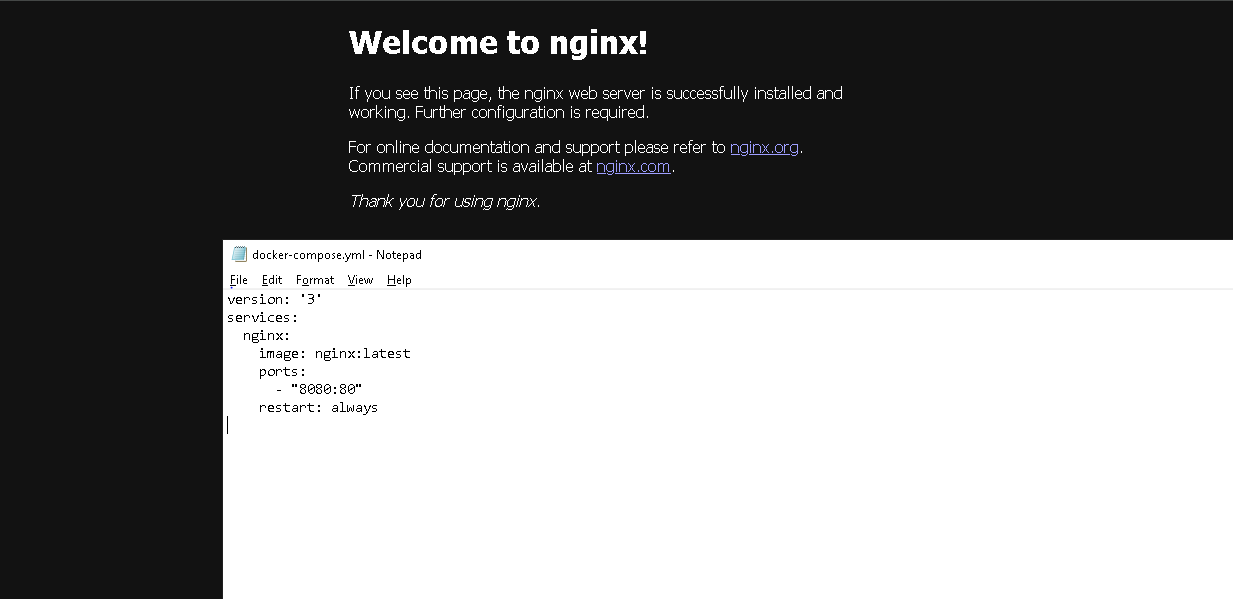 Welcome to nginx!
If you see this page, the nginx web server is successfully installed and
working. Further configuration is required.
For online documentation and support please refer to nginx.org.
Commercial support is available at nginx.com.
Thank you for using nginx.
docker-compose.yml - Notepad
File Edit Format View Help
version: '3'
services:
  nginx:
    image: nginx:latest
    ports:
      - "8080:80"
    restart: always